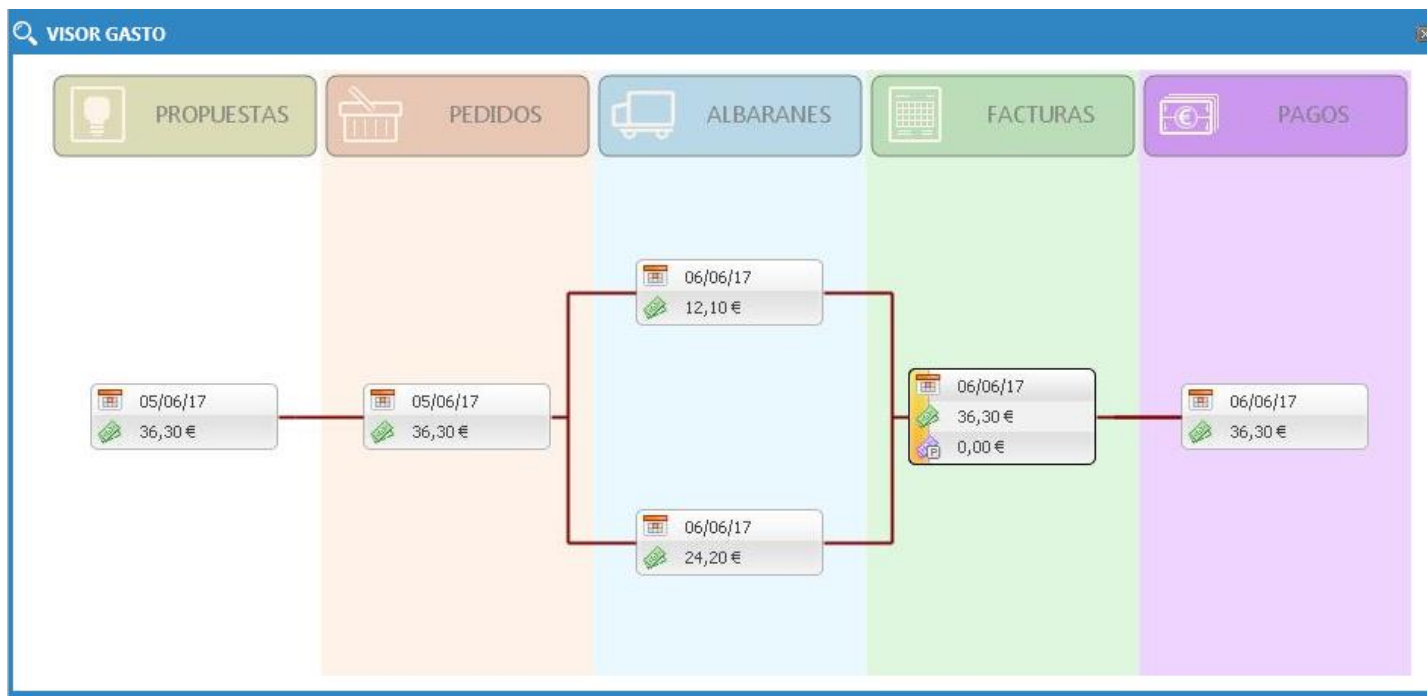 VISOR GASTO
PROPUESTAS
PEDIDOS
ALBARANES
FACTURAS
PAGOS
05/06/17
36,30 €
05/06/17
36,30 €
06/06/17
12,10 €
06/06/17
24,20 €
06/06/17
36,30 €
P
0,00 €
06/06/17
36,30 €